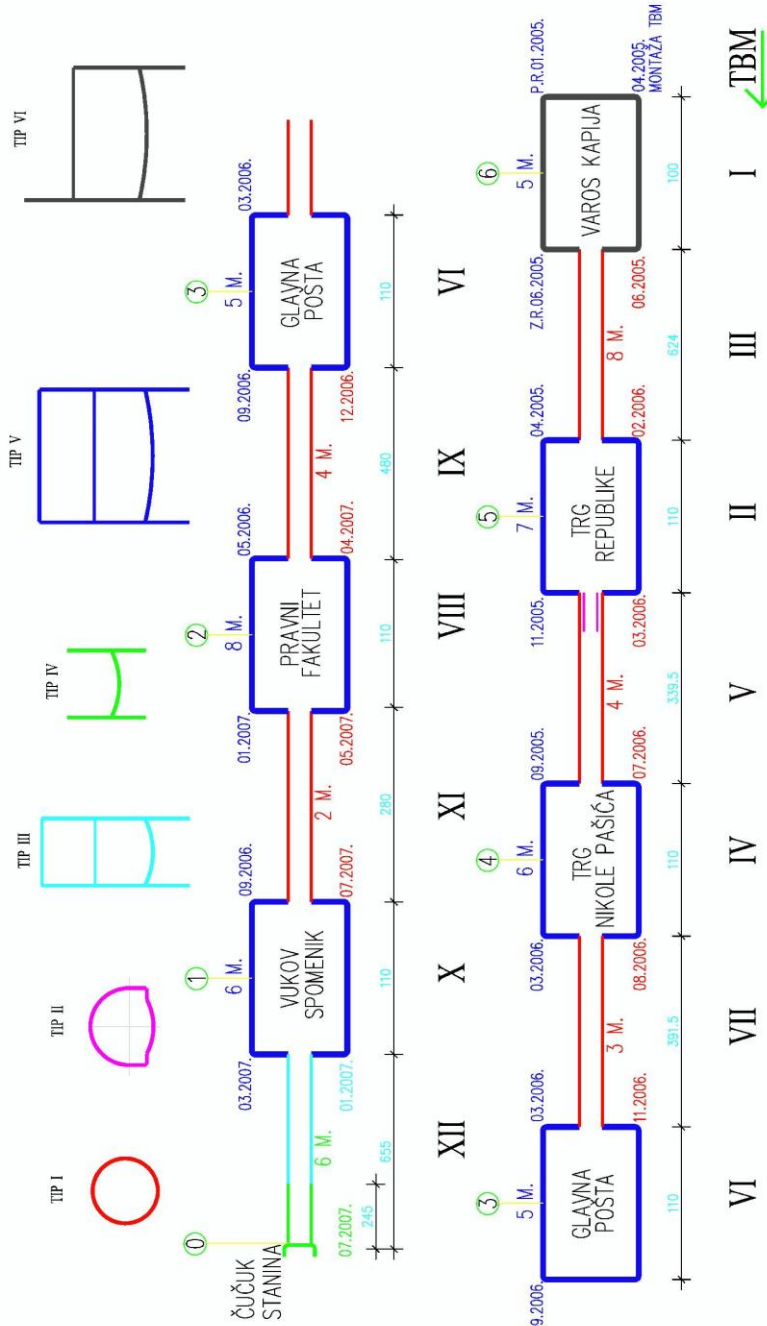 TIP I
TIP II
TIP III
TIP IV
TIP V
TIP VI
0
1
2
3
6 M.
8 M.
5 M.
03.2007.
09.2006.
01.2007.
05.2006.
09.2006.
03.2006.
ČUČUK
STANINA
VUKOV
SPOMENIK
PRAVNI
FAKULTET
GLAVNA
POŠTA
6 M.
2 M.
4 M.
07.2007.
01.2007.
07.2007.
05.2007.
04.2007.
12.2006.
245
655
110
280
110
480
110
XII
X
XI
VIII
IX
VI
3
4
5
6
5 M.
6 M.
7 M.
5 M.
9.2006.
03.2006.
03.2006.
09.2005.
11.2005.
04.2005.
Z.R.06.2005.
P.R.01.2005.
GLAVNA
POŠTA
TRG
NIKOLE PAŠIĆA
TRG
REPUBLIKE
VAROS KAPIJA
3 M.
4 M.
8 M.
11.2006.
08.2006.
07.2006.
03.2006.
02.2006.
06.2005.
04.2005.
MONTAŽA TBM
110
391.5
110
339.5
110
624
100
VI
VII
IV
V
II
III
I
TBM